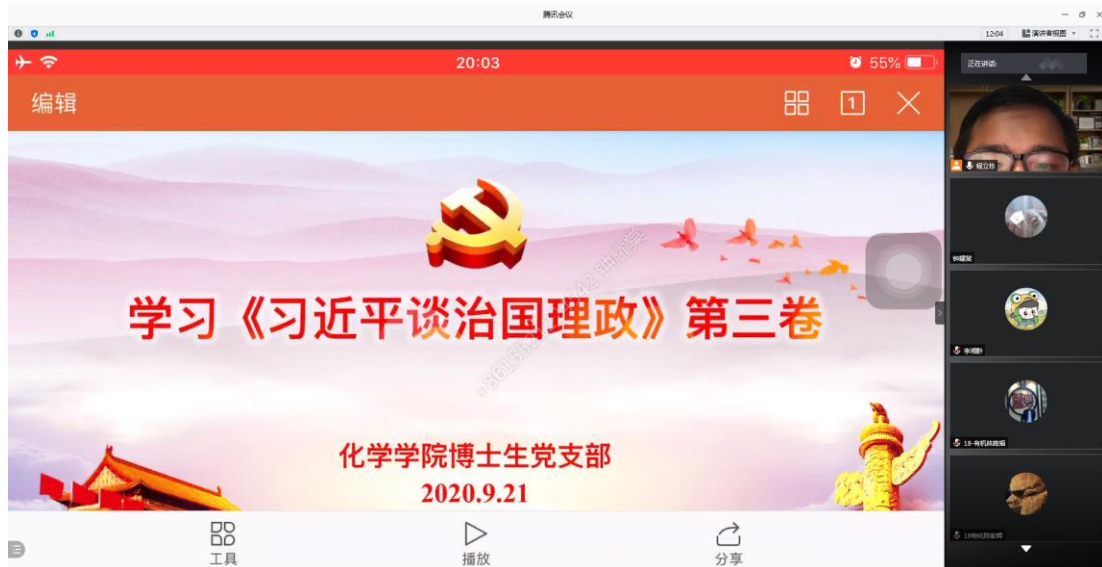 腾讯会议
12:04 演讲者视图
20:03
55%
正在讲话:
编辑
1
学习《习近平谈治国理政》第三卷
化学学院博士生党支部
2020.9.21
工具
播放
分享